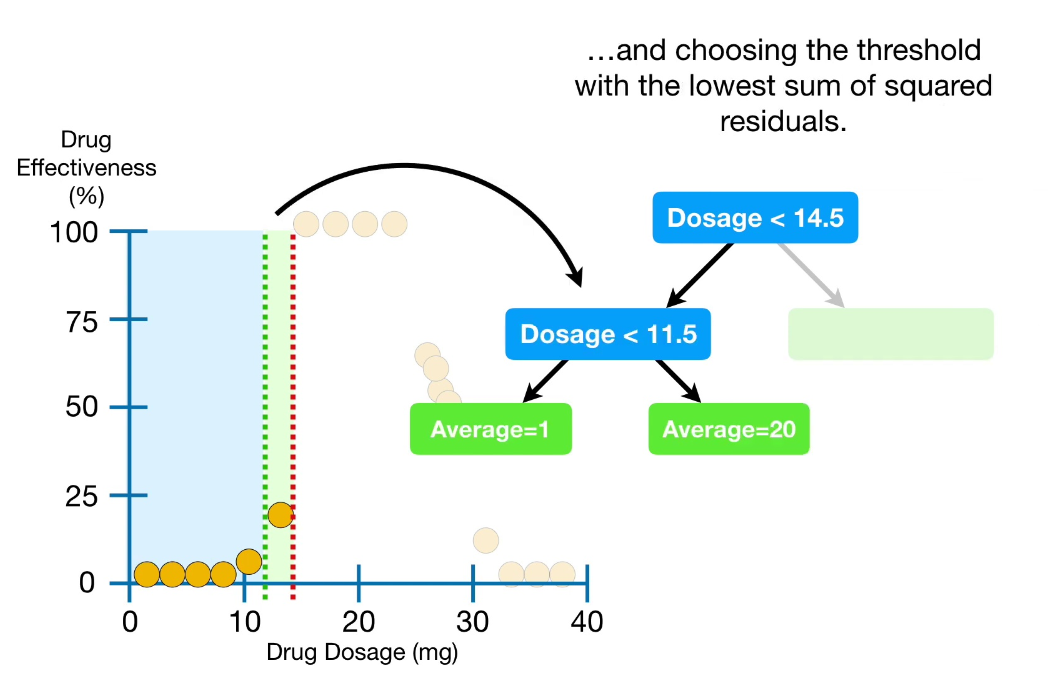 …and choosing the threshold
with the lowest sum of squared
residuals.
Drug
Effectiveness
(%)
100
75
50
25
0
0
10
20
30
40
Drug Dosage (mg)
Dosage < 14.5
Dosage < 11.5
Average=1
Average=20